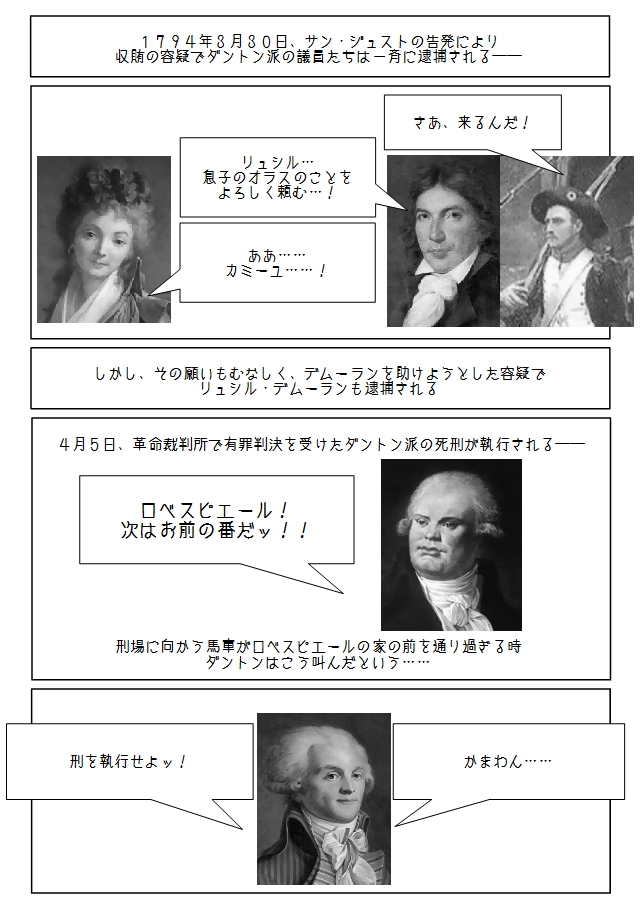 １７９４年３月３０日、サン・ジュストの告発により
収賄の容疑でダントン派の議員たちは一斉に逮捕される――
さあ、来るんだ！
リュシル…
息子のオラスのことを
よろしく頼む…！
ああ……
カミーユ……！
しかし、その願いもむなしく、デムーランを助けようとした容疑で
リュシル・デムーランも逮捕される
４月５日、革命裁判所で有罪判決を受けたダントン派の死刑が執行される――
ロベスピエール！
次はお前の番だッ！！
刑場に向かう馬車がロベスピエールの家の前を通り過ぎる時
ダントンはこう叫んだという……
かまわん……
刑を執行せよッ！